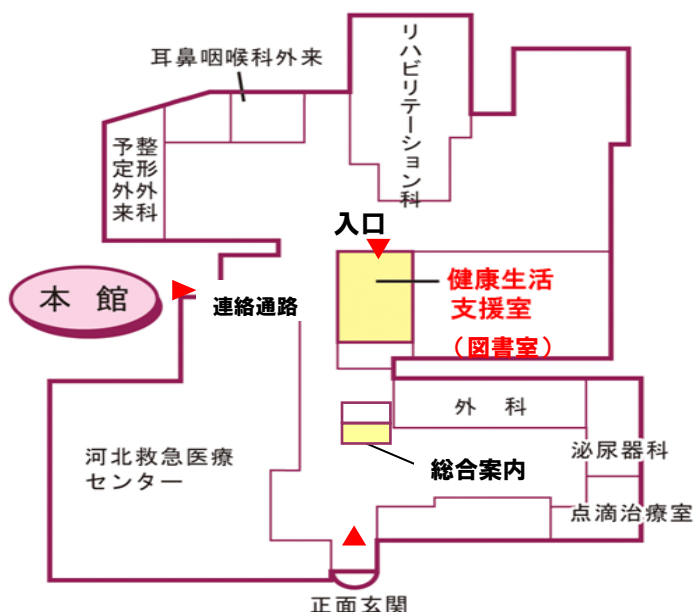 耳鼻咽喉科外来
リハビリテーション科
整形外科
予定外来
入口
健康生活
支援室
（図書室）
本 館
連絡通路
外 科
河北救急医療
センター
総合案内
泌尿器科
点滴治療室
正面玄関